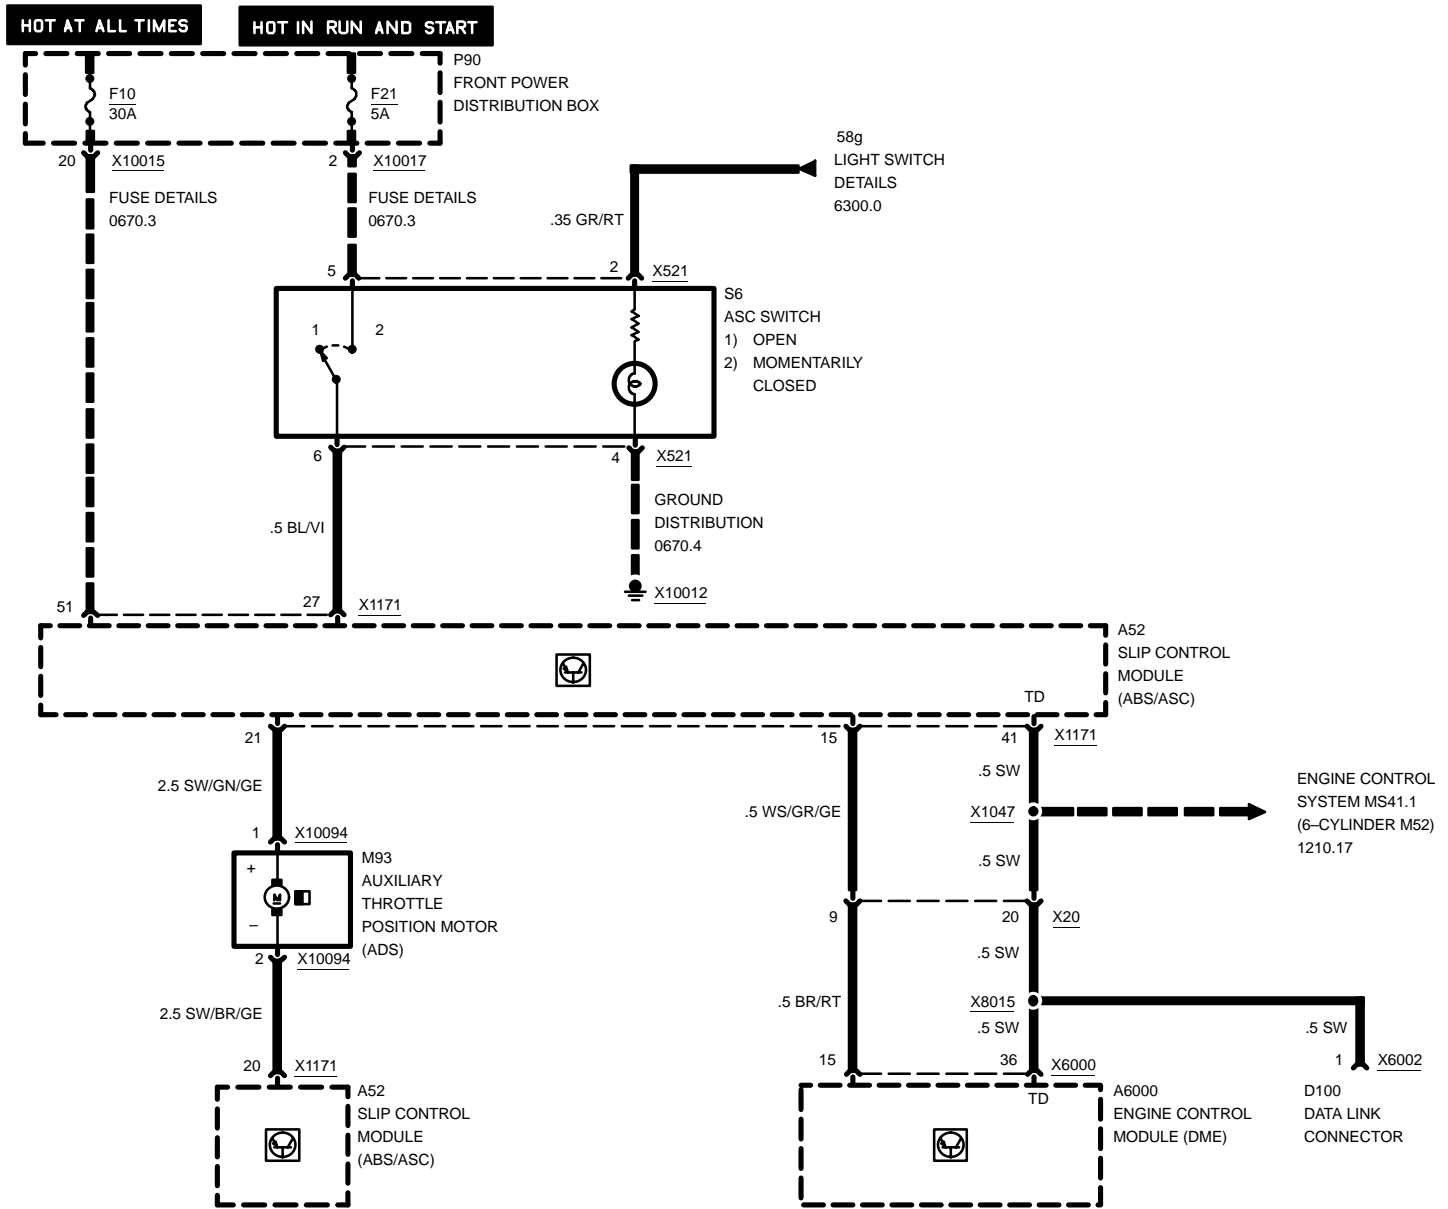 HOT AT ALL TIMES
HOT IN RUN AND START
P90
FRONT POWER
DISTRIBUTION BOX
F10
30A
F21
5A
20
X10015
2
X10017
FUSE DETAILS
0670.3
FUSE DETAILS
0670.3
58g
LIGHT SWITCH
DETAILS
6300.0
.35 GR/RT
5
2
X521
S6
ASC SWITCH
1) OPEN
2) MOMENTARILY
CLOSED
1
2
6
4
X521
.5 BL/VI
GROUND
DISTRIBUTION
0670.4
X10012
51
27
X1171
A52
SLIP CONTROL
MODULE
(ABS/ASC)
TD
21
15
41
X1171
2.5 SW/GN/GE
.5 WS/GR/GE
.5 SW
X1047
.5 SW
ENGINE CONTROL
SYSTEM MS41.1
(6–CYLINDER M52)
1210.17
1
X10094
+
M
–
M93
AUXILIARY
THROTTLE
POSITION MOTOR
(ADS)
2
X10094
9
20
X20
.5 SW
2.5 SW/BR/GE
.5 BR/RT
X8015
.5 SW
.5 SW
20
X1171
15
36
X6000
1
X6002
A52
SLIP CONTROL
MODULE
(ABS/ASC)
TD
A6000
ENGINE CONTROL
MODULE (DME)
D100
DATA LINK
CONNECTOR